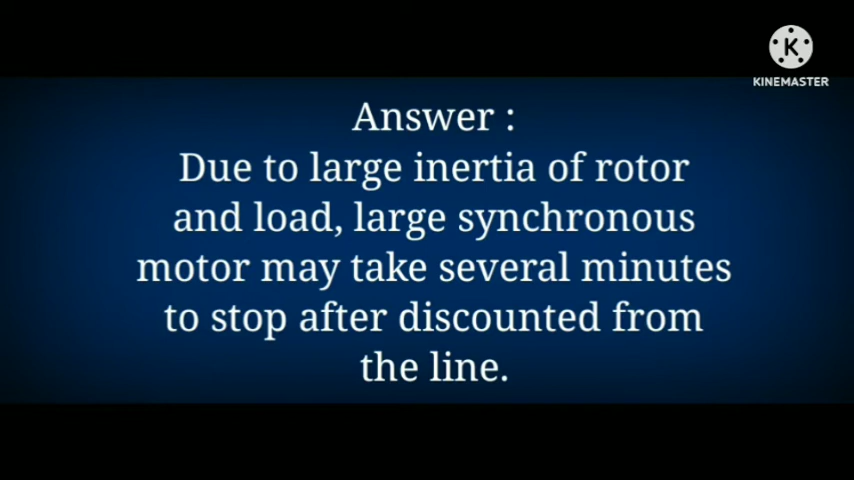 K
KINEMASTER
Answer :
Due to large inertia of rotor
and load, large synchronous
motor may take several minutes
to stop after discounted from
the line.